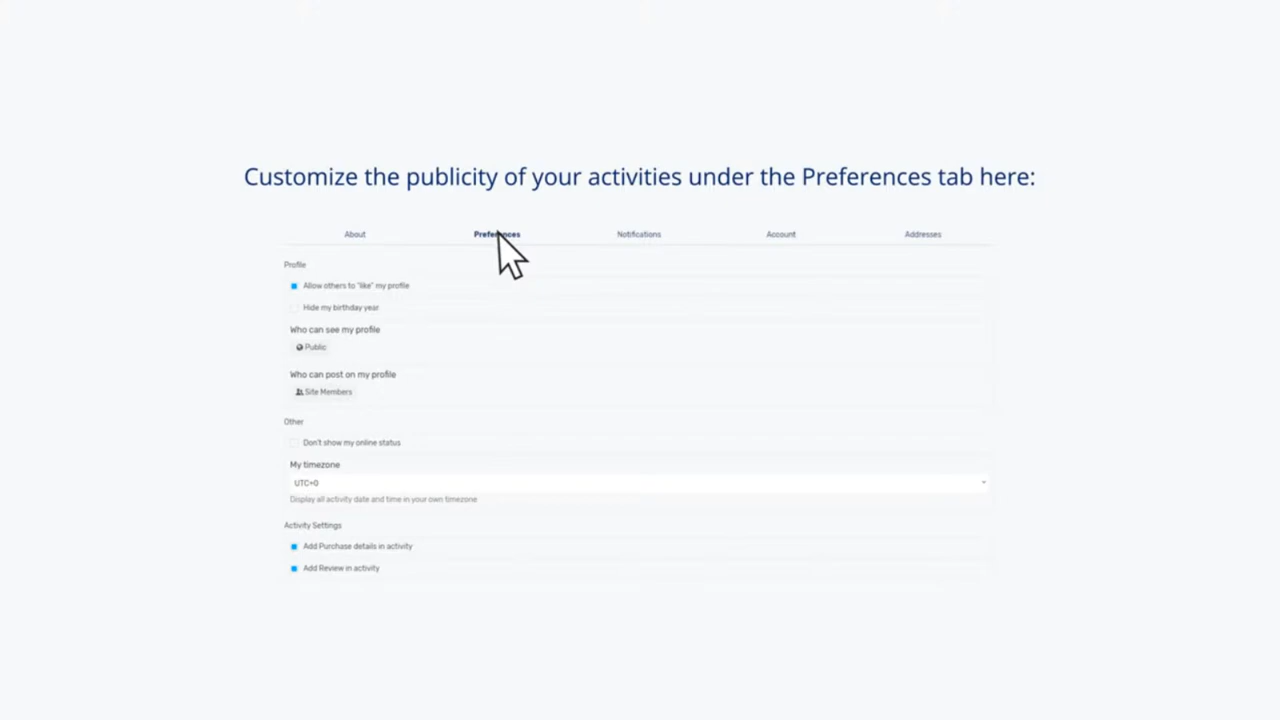 Customize the publicity of your activities under the Preferences tab here:
About Preferences Notifications Account Addresses
Profile
Allow others to "like" my profile
Hide my birthday year
Who can see my profile
Public
Who can post on my profile
Site Members
Other
Don't show my online status
My timezone
UTC+0
Display all activity date and time in your own timezone
Activity Settings
Add Purchase details in activity
Add Review in activity